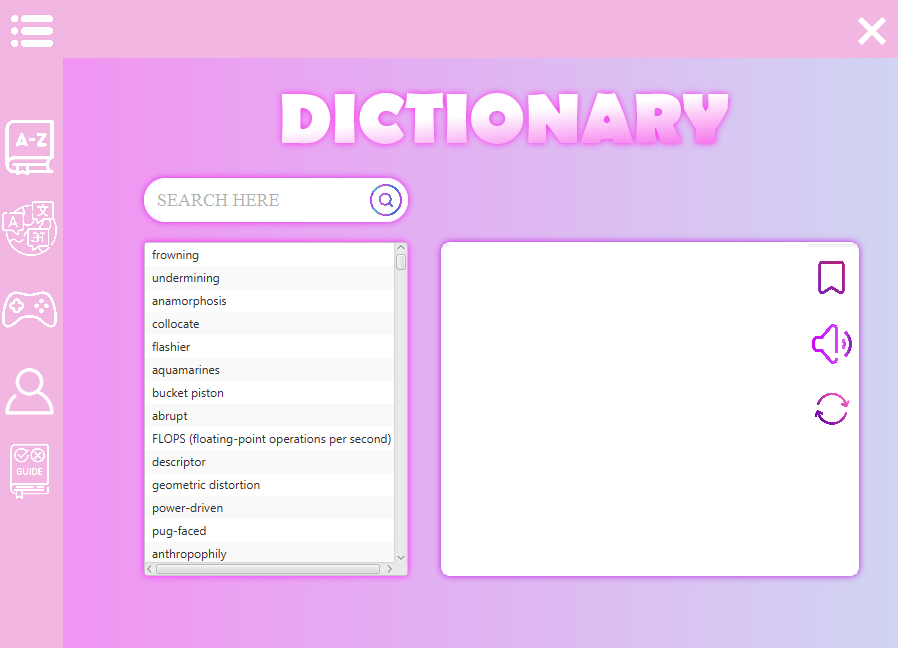 DICTIONARY
A-Z
SEARCH HERE
A
文
GUIDE
frowning
undermining
anamorphosis
collocate
flashier
aquamarines
bucket piston
abrupt
FLOPS (floating-point operations per second)
descriptor
geometric distortion
power-driven
pug-faced
anthropophily